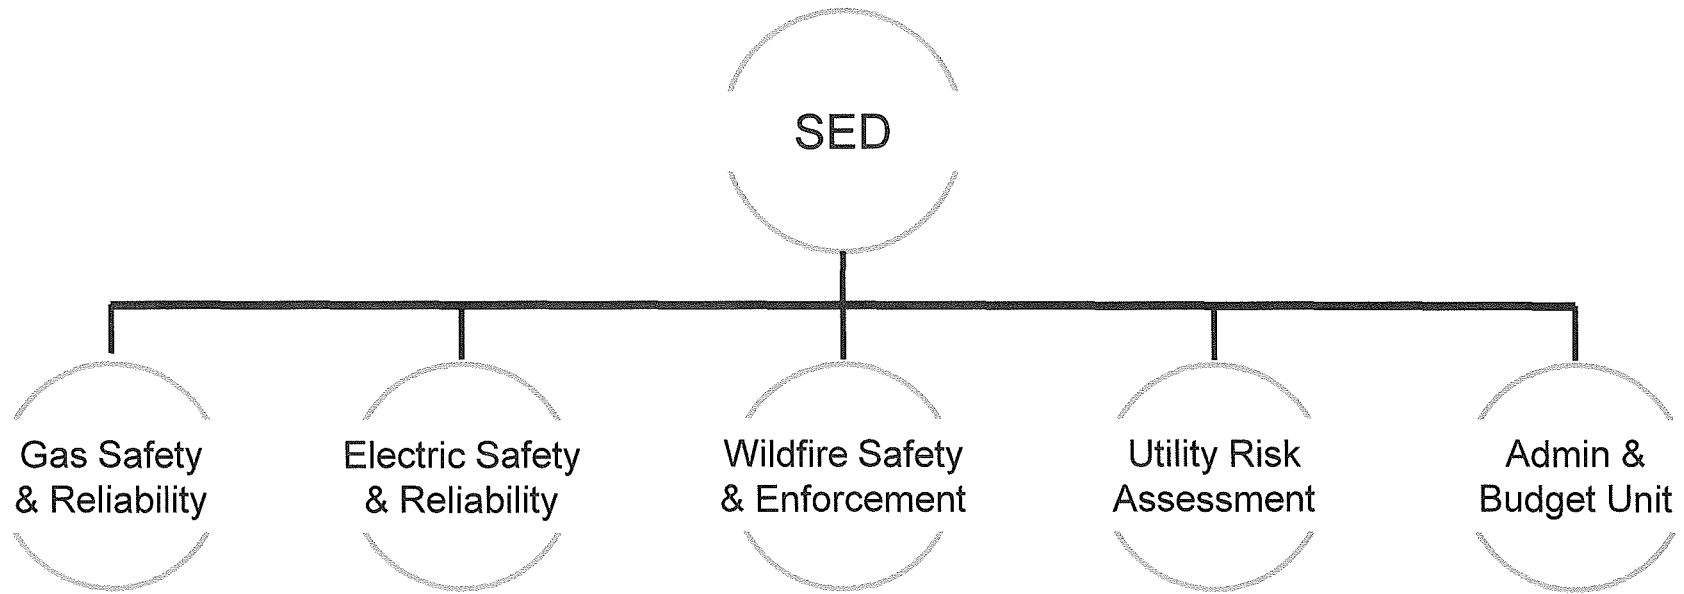 SED
Gas Safety
& Reliability
Electric Safety
& Reliability
Wildfire Safety
& Enforcement
Utility Risk
Assessment
Admin &
Budget Unit